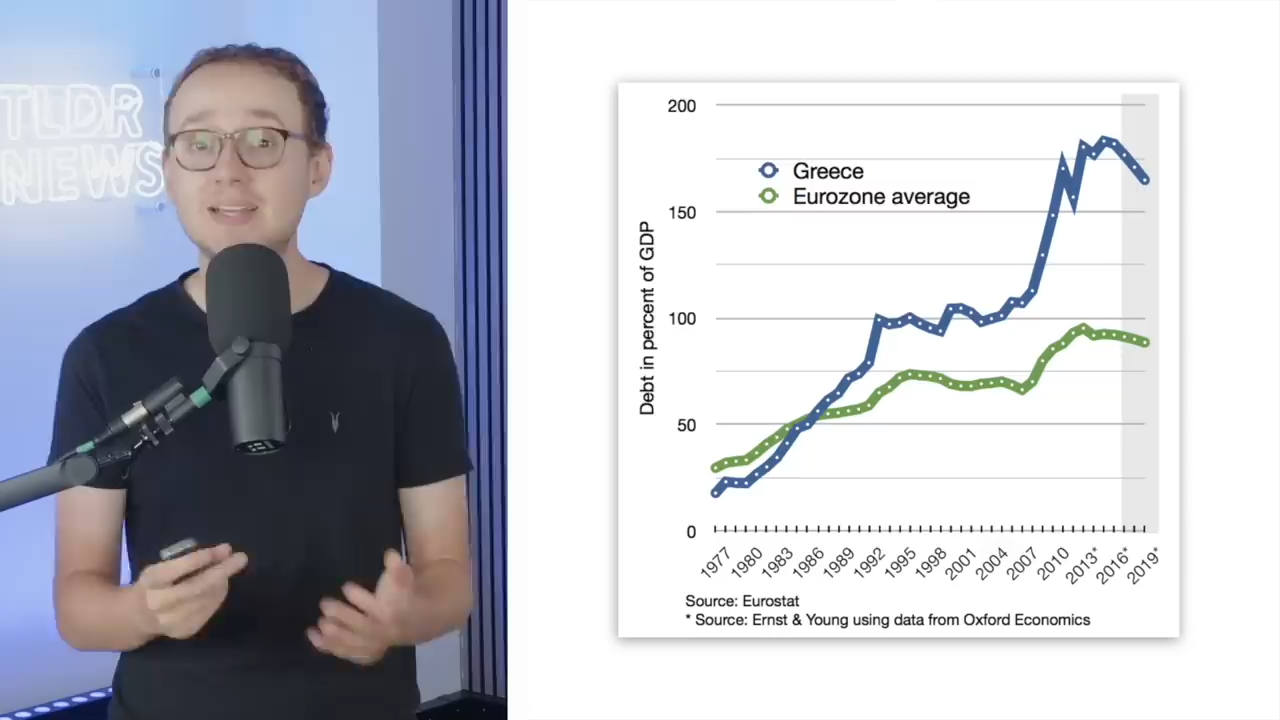 TLDR
NEWS
200
150
100
50
0
Debt in percent of GDP
Greece
Eurozone average
1977
1980
1983
1986
1989
1992
1995
1998
2001
2004
2007
2010
2013*
2016*
2019*
Source: Eurostat
* Source: Ernst & Young using data from Oxford Economics